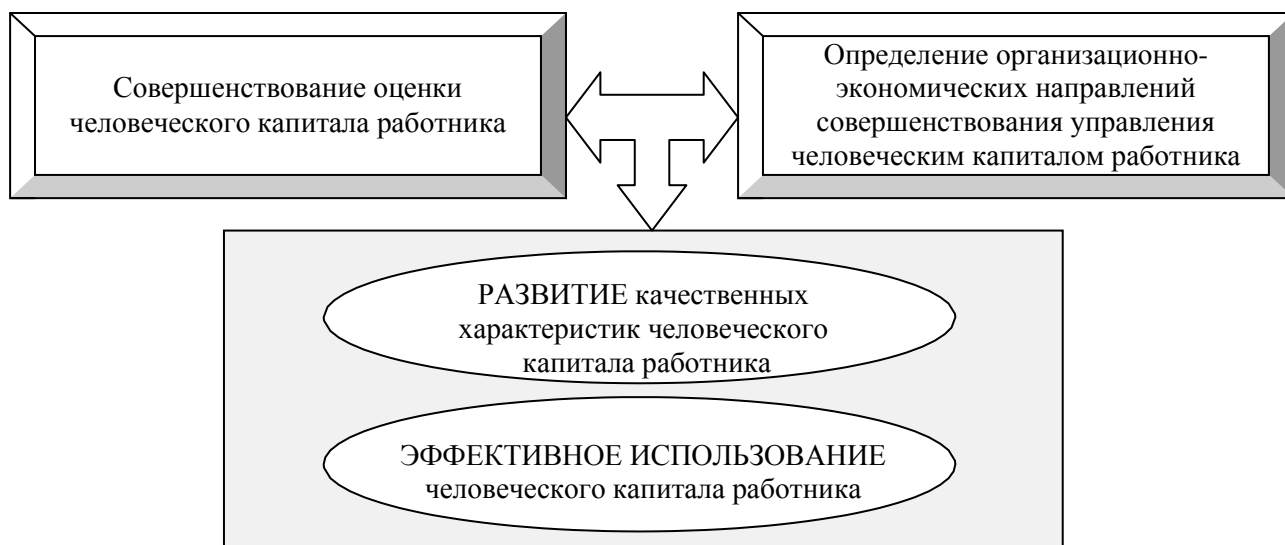 Совершенствование оценки
человеческого капитала работника
Определение организационно-
экономических направлений
совершенствования управления
человеческим капиталом работника
РАЗВИТИЕ качественных
характеристик человеческого
капитала работника
ЭФФЕКТИВНОЕ ИСПОЛЬЗОВАНИЕ
человеческого капитала работника